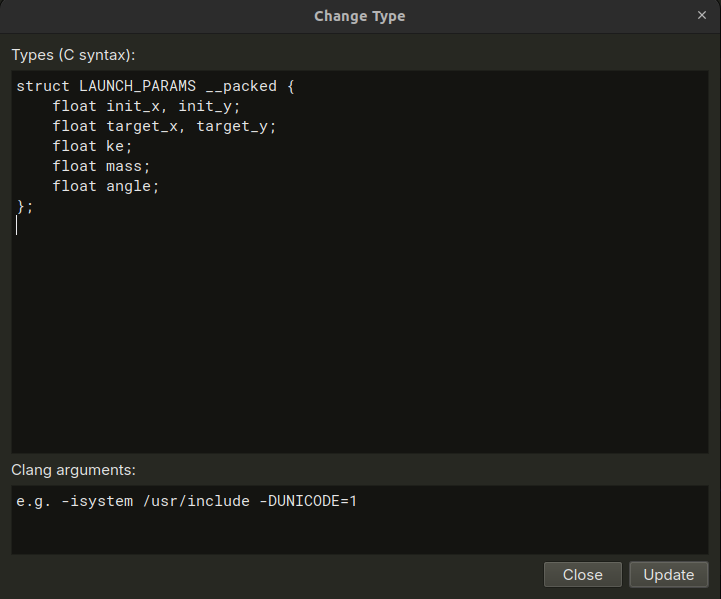 Change Type
×
Types (C syntax):
struct LAUNCH_PARAMS __packed {
    float init_x, init_y;
    float target_x, target_y;
    float ke;
    float mass;
    float angle;
};
Clang arguments:
e.g. -isystem /usr/include -DUNICODE=1
Close Update